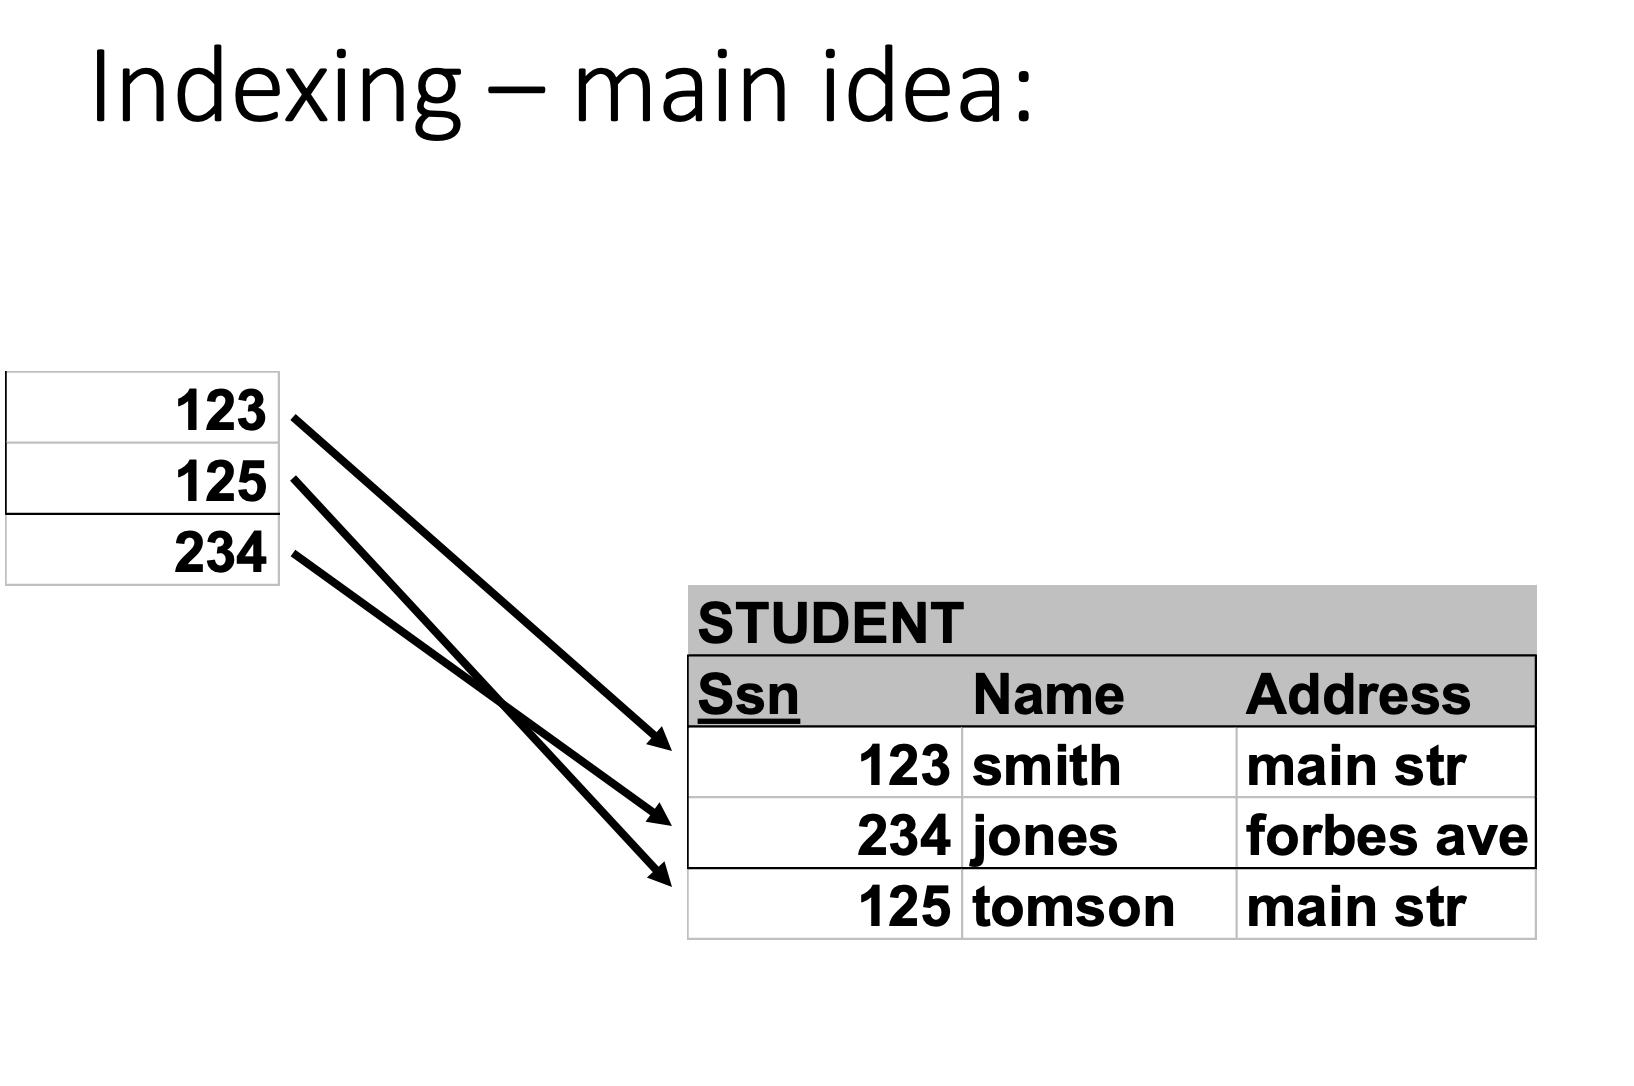 Indexing – main idea:
123
125
234
STUDENT
Ssn Name Address
123 smith main str
234 jones forbes ave
125 tomson main str